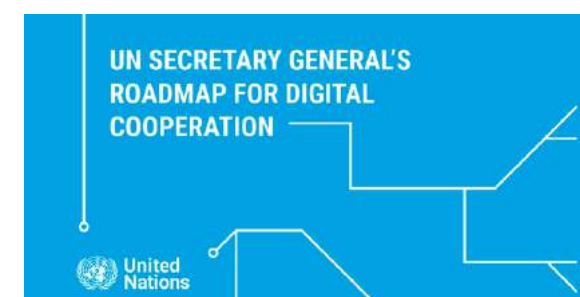 UN SECRETARY GENERAL'S
ROADMAP FOR DIGITAL
COOPERATION
United
Nations